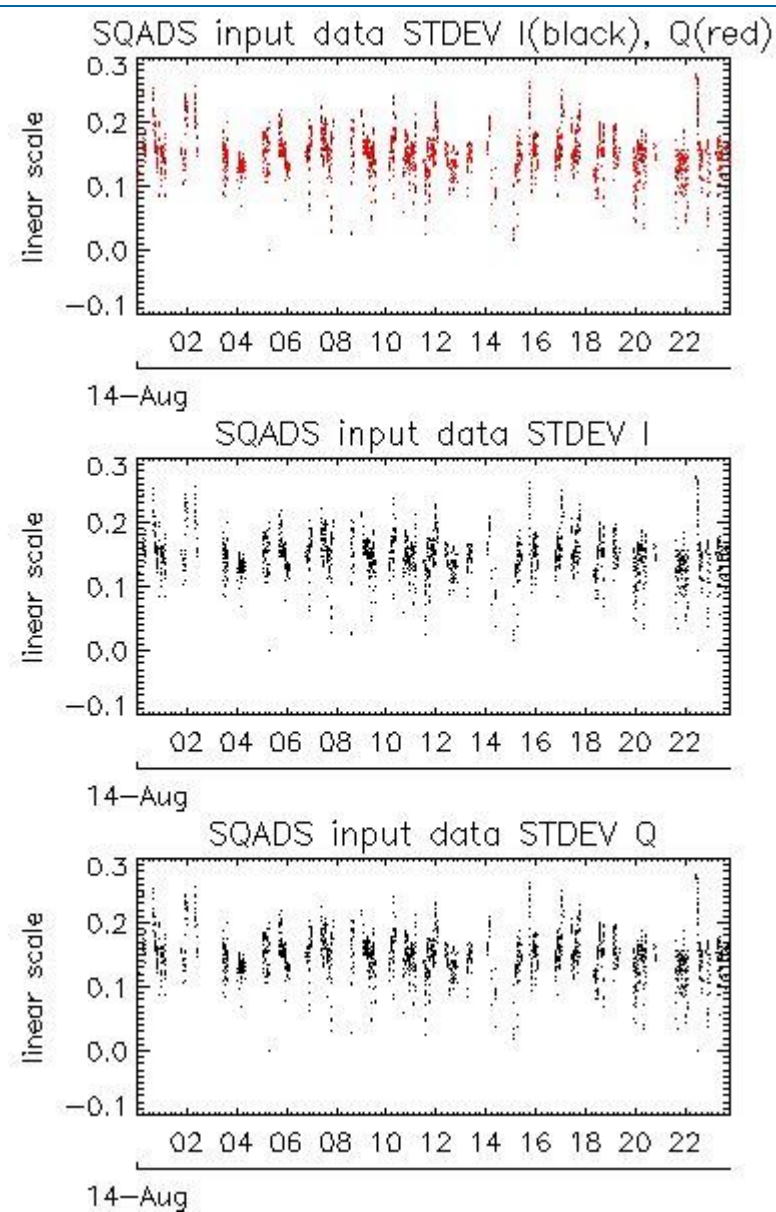 SQADS input data STDEV I(black), Q(red)
0.3
0.2
0.1
0.0
−0.1
linear scale
02 04 06 08 10 12 14 16 18 20 22
14−Aug
SQADS input data STDEV I
0.3
0.2
0.1
0.0
−0.1
linear scale
02 04 06 08 10 12 14 16 18 20 22
14−Aug
SQADS input data STDEV Q
0.3
0.2
0.1
0.0
−0.1
linear scale
02 04 06 08 10 12 14 16 18 20 22
14−Aug